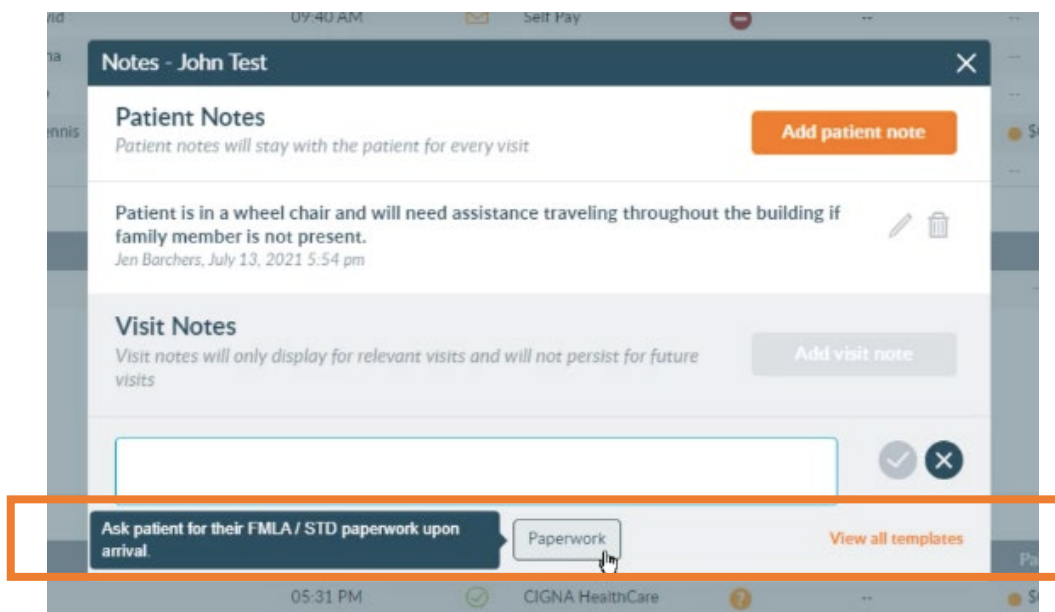 09:40 AM Self Pay --
Notes - John Test
Patient Notes
Patient notes will stay with the patient for every visit
Add patient note
Patient is in a wheel chair and will need assistance traveling throughout the building if
family member is not present.
Jen Barchers, July 13, 2021 5:54 pm
Visit Notes
Visit notes will only display for relevant visits and will not persist for future
visits
Add visit note
Ask patient for their FMLA / STD paperwork upon
arrival.
Paperwork
View all templates
05:31 PM CIGNA HealthCare ? --